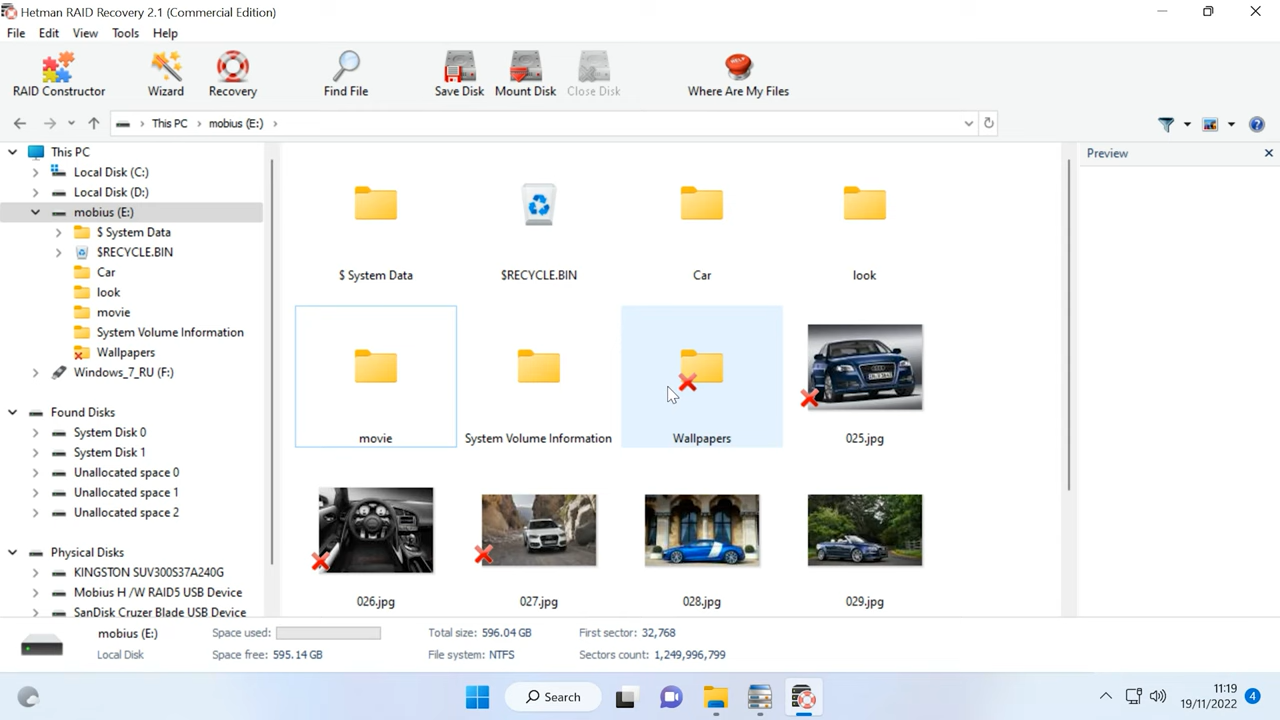 Hetman RAID Recovery 2.1 (Commercial Edition)
File Edit View Tools Help
RAID Constructor Wizard Recovery Find File Save Disk Mount Disk Close Disk Where Are My Files
This PC mobius (E:)
Preview
This PC
Local Disk (C:)
Local Disk (D:)
mobius (E:)
$ System Data
$RECYCLE.BIN
Car
look
movie
System Volume Information
Wallpapers
Windows_7_RU (F:)
Found Disks
System Disk 0
System Disk 1
Unallocated space 0
Unallocated space 1
Unallocated space 2
Physical Disks
KINGSTON SUV300S37A240G
Mobius H /W RAID5 USB Device
SanDisk Cruzer Blade USB Device
$ System Data $RECYCLE.BIN Car look
movie System Volume Information Wallpapers 025.jpg
026.jpg 027.jpg 028.jpg 029.jpg
mobius (E:) Space used: Total size: 596.04 GB First sector: 32,768
Local Disk Space free: 595.14 GB File system: NTFS Sectors count: 1,249,996,799
Search
11:19
19/11/2022 4